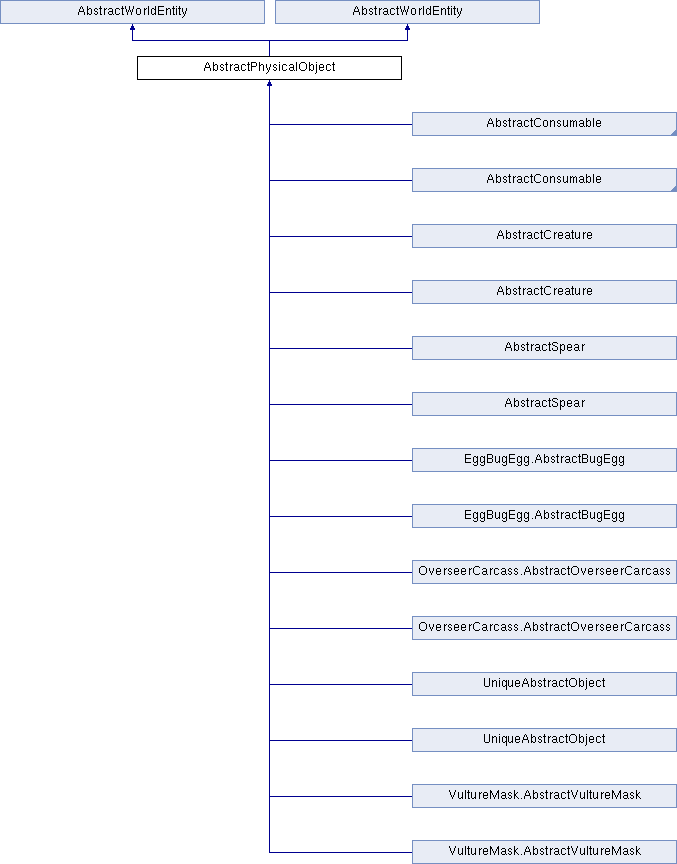 AbstractWorldEntity
AbstractWorldEntity
AbstractPhysicalObject
AbstractConsumable
AbstractConsumable
AbstractCreature
AbstractCreature
AbstractSpear
AbstractSpear
EggBugEgg.AbstractBugEgg
EggBugEgg.AbstractBugEgg
OverseerCarcass.AbstractOverseerCarcass
OverseerCarcass.AbstractOverseerCarcass
UniqueAbstractObject
UniqueAbstractObject
VultureMask.AbstractVultureMask
VultureMask.AbstractVultureMask